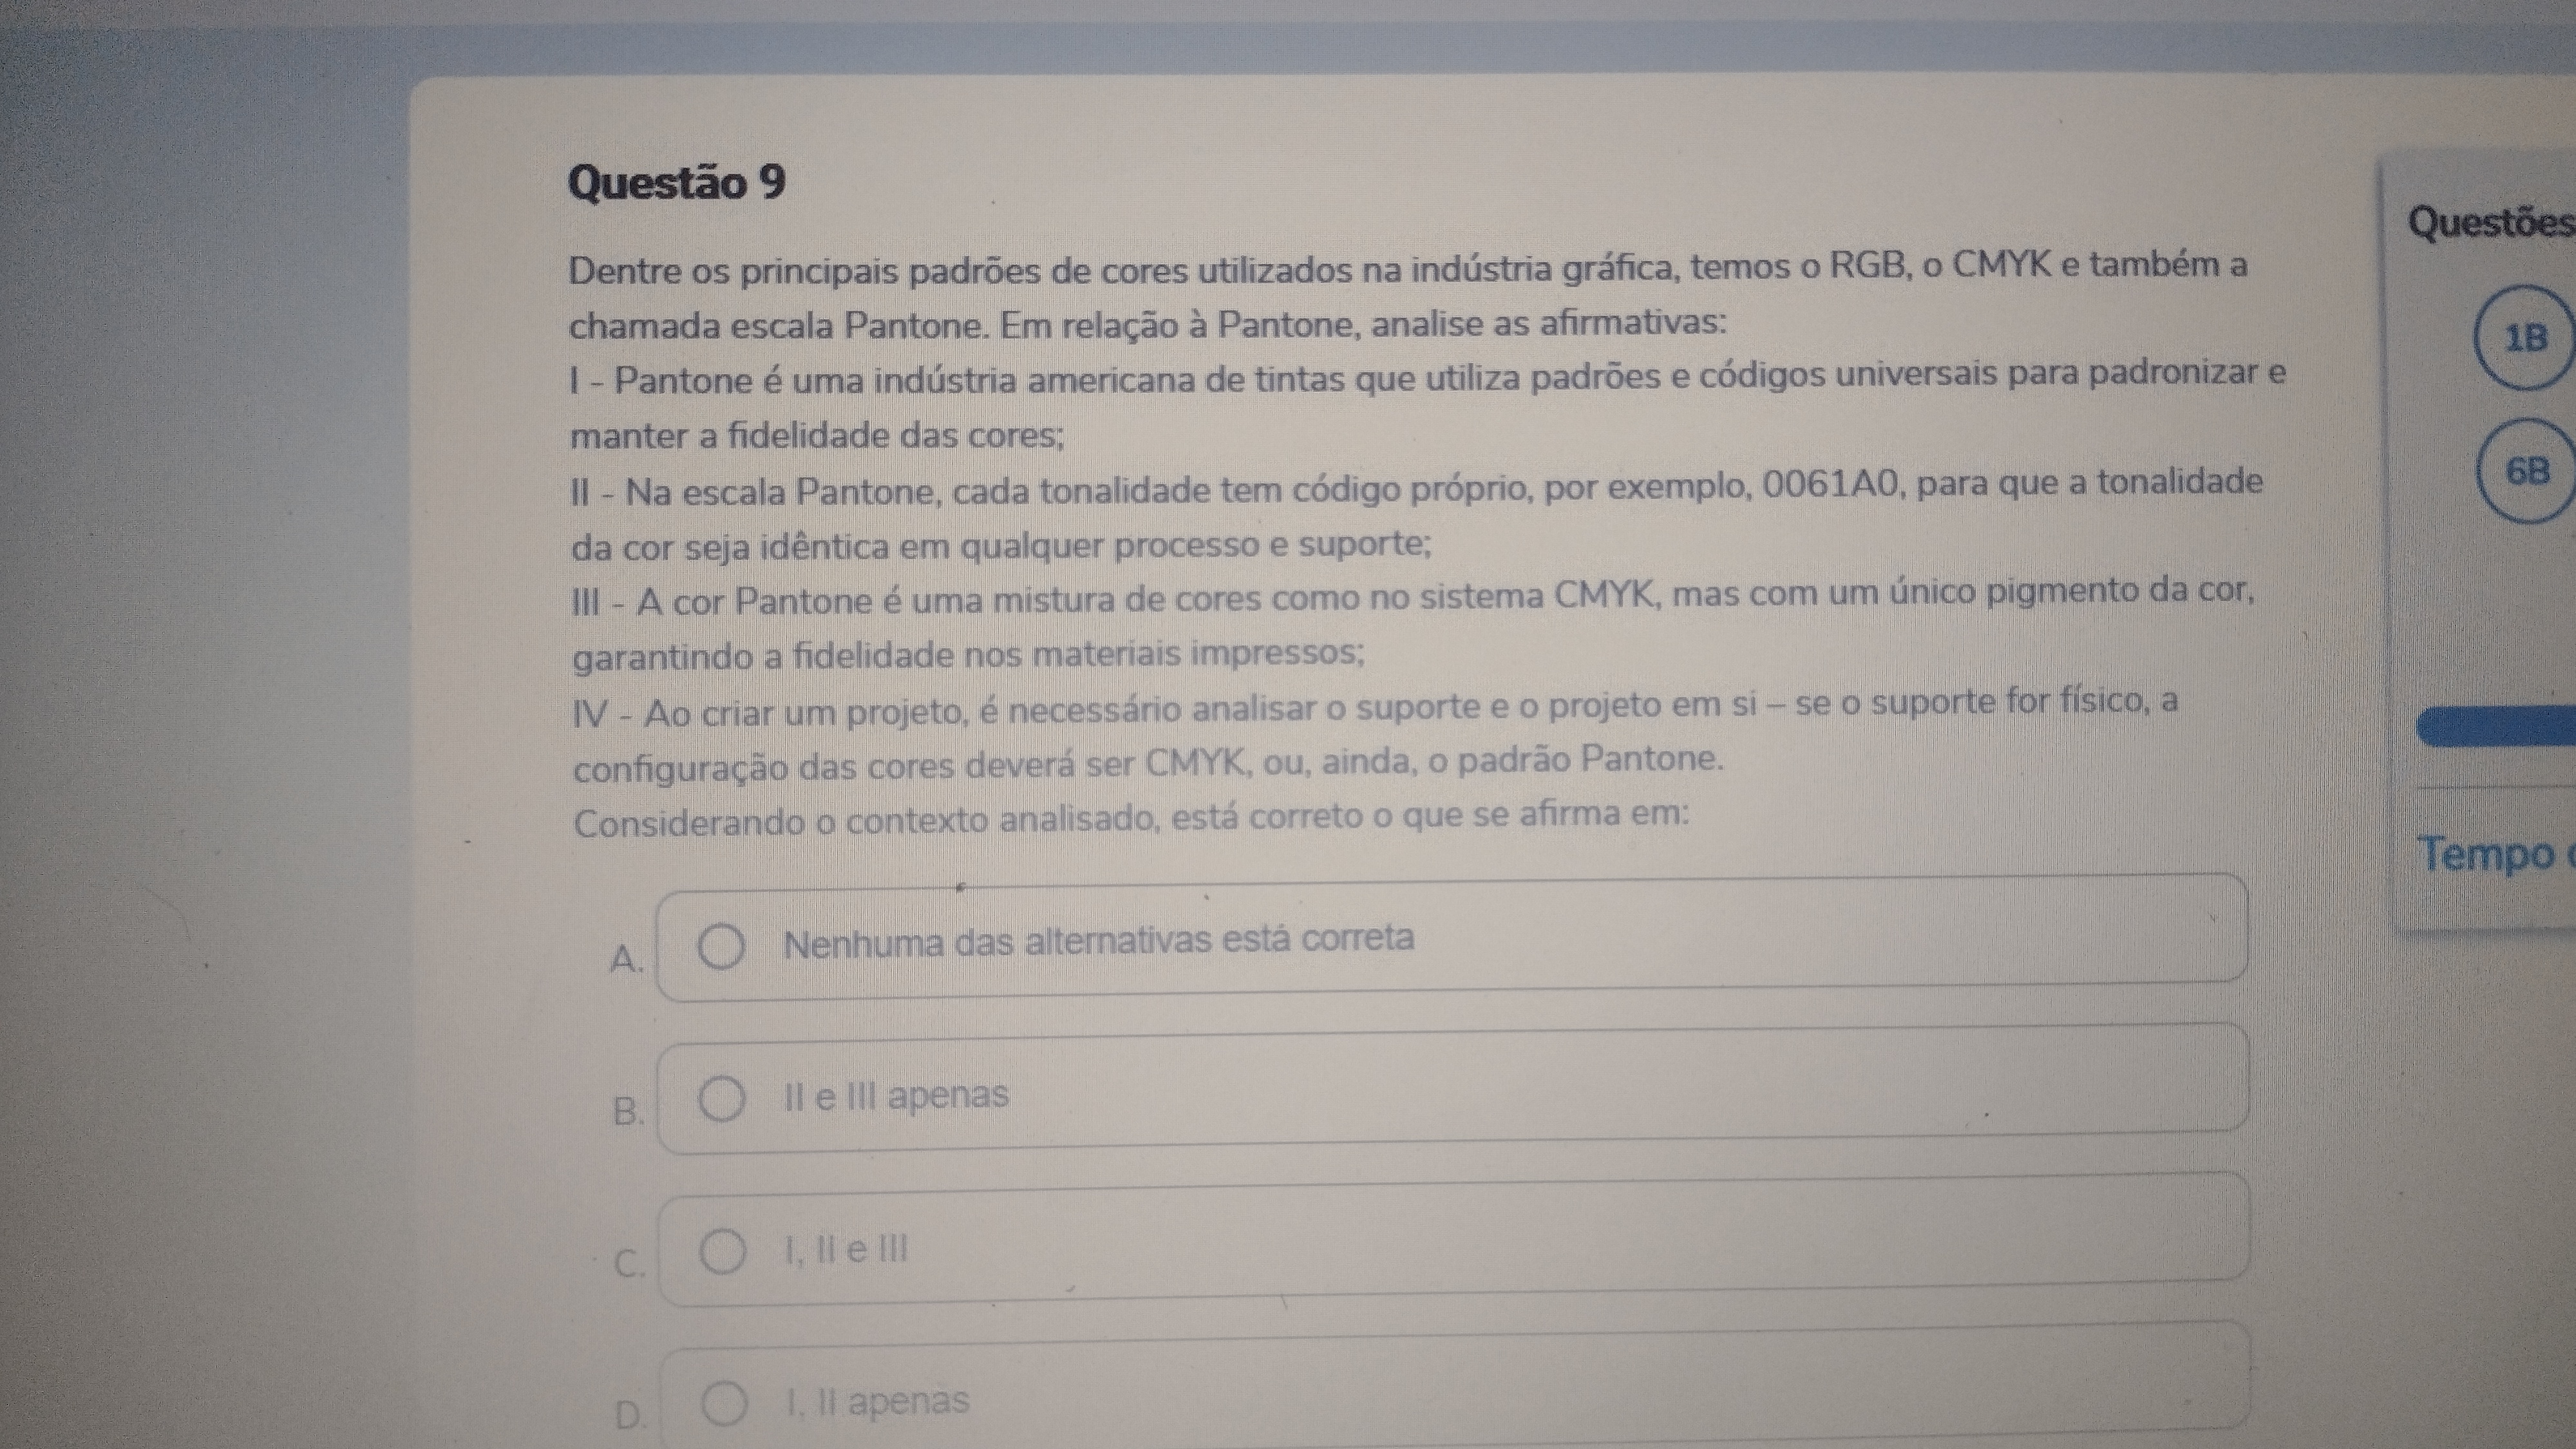 Questão 9
Dentre os principais padrões de cores utilizados na indústria gráfica, temos o RGB, o CMYK e também a
chamada escala Pantone. Em relação à Pantone, analise as afirmativas:
I - Pantone é uma indústria americana de tintas que utiliza padrões e códigos universais para padronizar e
manter a fidelidade das cores;
II - Na escala Pantone, cada tonalidade tem código próprio, por exemplo, 0061A0, para que a tonalidade
da cor seja idêntica em qualquer processo e suporte;
III - A cor Pantone é uma mistura de cores como no sistema CMYK, mas com um único pigmento da cor,
garantindo a fidelidade nos materiais impressos;
IV - Ao criar um projeto, é necessário analisar o suporte e o projeto em si – se o suporte for físico, a
configuração das cores deverá ser CMYK, ou, ainda, o padrão Pantone.
Considerando o contexto analisado, está correto o que se afirma em:
A. Nenhuma das alternativas está correta
B. II e III apenas
C. I, II e III
D. I, II apenas
Questões
1B
6B
Tempo